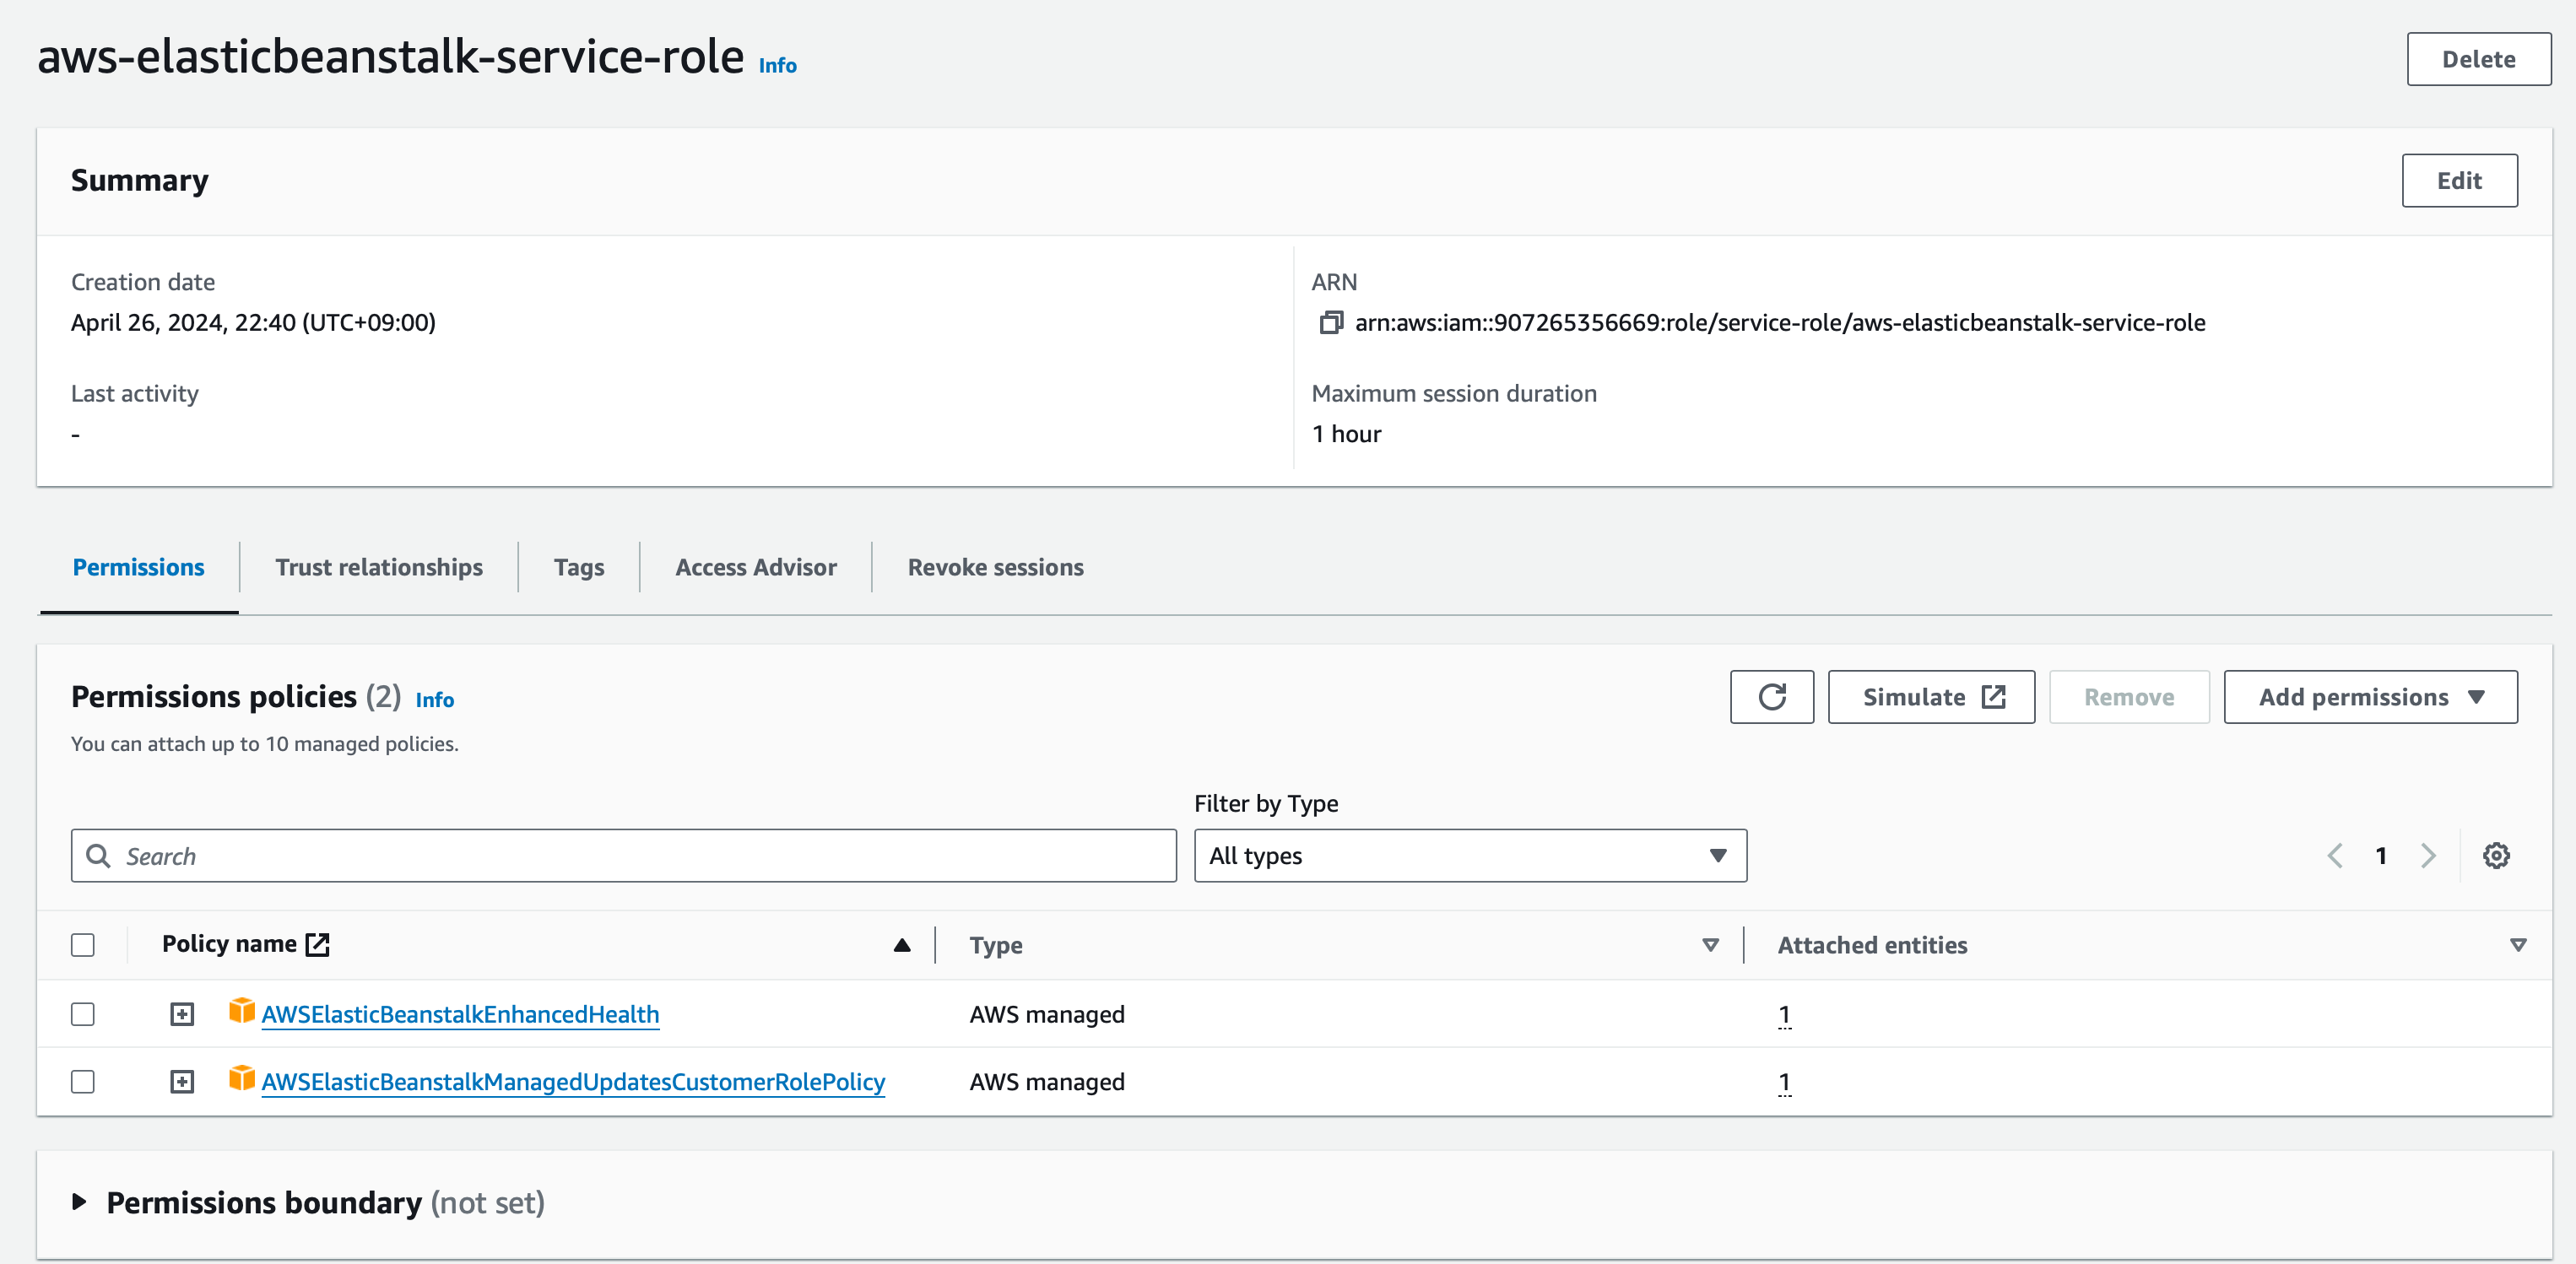 aws-elasticbeanstalk-service-role Info
Delete
Summary
Edit
Creation date
April 26, 2024, 22:40 (UTC+09:00)
ARN
arn:aws:iam::907265356669:role/service-role/aws-elasticbeanstalk-service-role
Last activity
-
Maximum session duration
1 hour
Permissions Trust relationships Tags Access Advisor Revoke sessions
Permissions policies (2) Info
Simulate Remove Add permissions
You can attach up to 10 managed policies.
Filter by Type
Search
All types
1
Policy name Type Attached entities
AWSElasticBeanstalkEnhancedHealth AWS managed 1
AWSElasticBeanstalkManagedUpdatesCustomerRolePolicy AWS managed 1
Permissions boundary (not set)